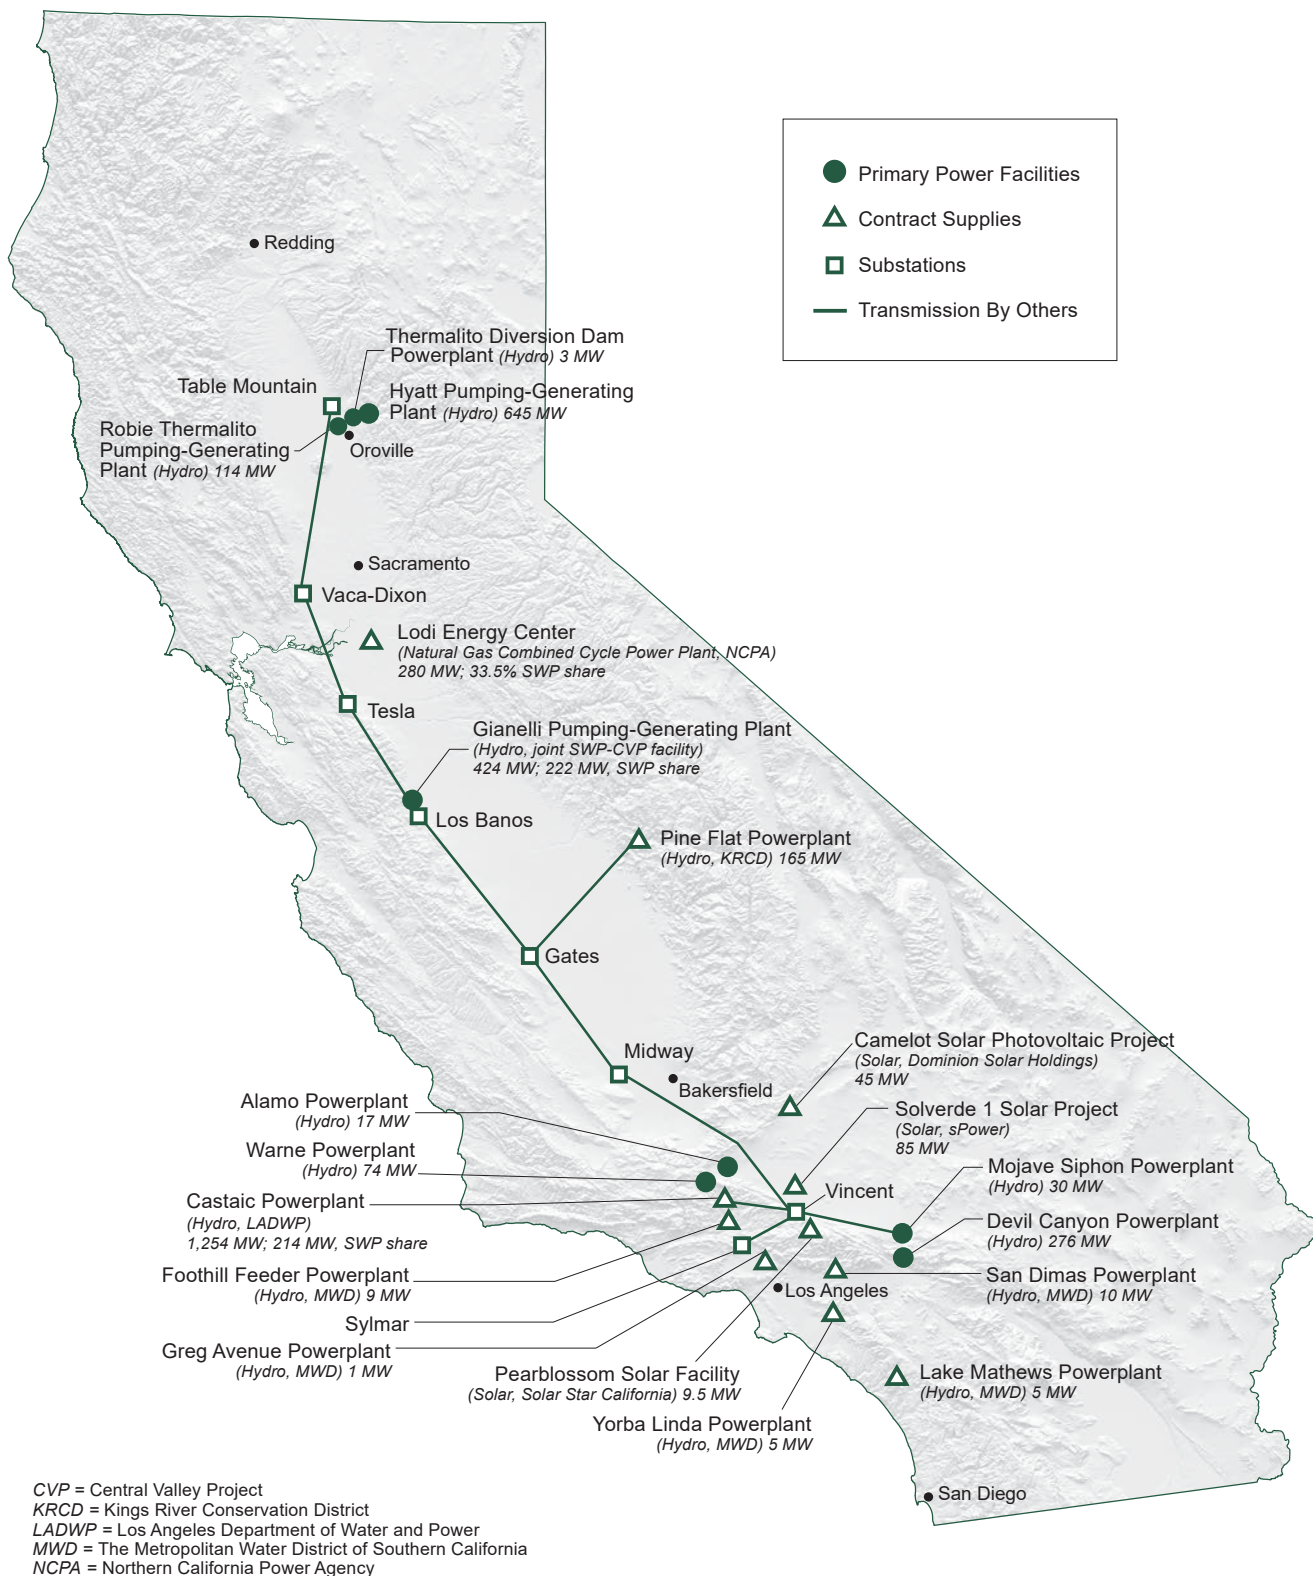 Primary Power Facilities
Contract Supplies
Substations
Transmission By Others
Redding
Thermalito Diversion Dam
Powerplant (Hydro) 3 MW
Table Mountain
Hyatt Pumping-Generating
Plant (Hydro) 645 MW
Robie Thermalito
Pumping-Generating
Plant (Hydro) 114 MW
Oroville
Sacramento
Vaca-Dixon
Lodi Energy Center
(Natural Gas Combined Cycle Power Plant, NCPA)
280 MW; 33.5% SWP share
Tesla
Gianelli Pumping-Generating Plant
(Hydro, joint SWP-CVP facility)
424 MW; 222 MW, SWP share
Los Banos
Pine Flat Powerplant
(Hydro, KRCD) 165 MW
Gates
Midway
Bakersfield
Camelot Solar Photovoltaic Project
(Solar, Dominion Solar Holdings)
45 MW
Alamo Powerplant
(Hydro) 17 MW
Solverde 1 Solar Project
(Solar, sPower)
85 MW
Warne Powerplant
(Hydro) 74 MW
Mojave Siphon Powerplant
(Hydro) 30 MW
Castaic Powerplant
(Hydro, LADWP)
1,254 MW; 214 MW, SWP share
Vincent
Devil Canyon Powerplant
(Hydro) 276 MW
Foothill Feeder Powerplant
(Hydro, MWD) 9 MW
San Dimas Powerplant
(Hydro, MWD) 10 MW
Los Angeles
Sylmar
Greg Avenue Powerplant
(Hydro, MWD) 1 MW
Pearblossom Solar Facility
(Solar, Solar Star California) 9.5 MW
Lake Mathews Powerplant
(Hydro, MWD) 5 MW
Yorba Linda Powerplant
(Hydro, MWD) 5 MW
San Diego
CVP = Central Valley Project
KRCD = Kings River Conservation District
LADWP = Los Angeles Department of Water and Power
MWD = The Metropolitan Water District of Southern California
NCPA = Northern California Power Agency